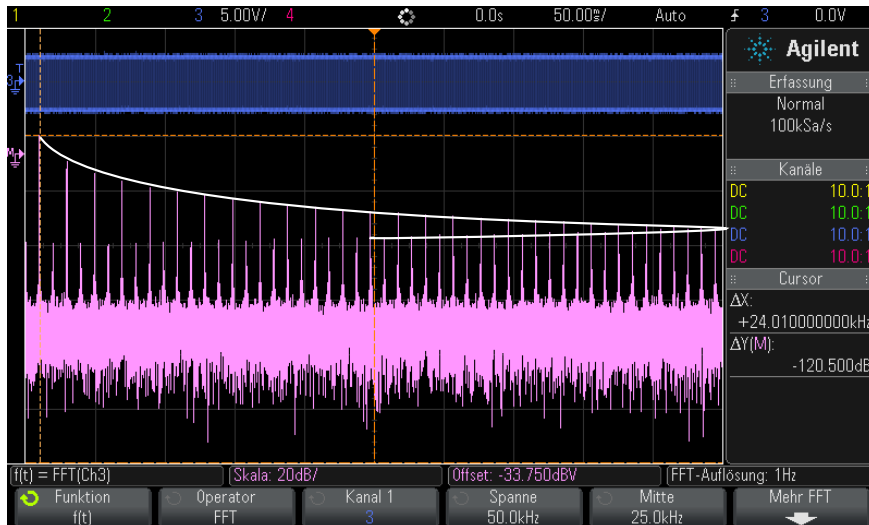 1 2 3 5.00V/ 4 0.0s 50.00㎳/ Auto 3 0.0V
T
3
M
Agilent
Erfassung
Normal
100kSa/s
Kanäle
DC 10.0:1
DC 10.0:1
DC 10.0:1
DC 10.0:1
Cursor
ΔX:
+24.010000000kHz
ΔY(M):
-120.500dB
f(t) = FFT(Ch3) Skala: 20dB/ Offset: -33.750dBV FFT-Auflösung: 1Hz
Funktion Operator Kanal 1 Spanne Mitte Mehr FFT
f(t) FFT 3 50.0kHz 25.0kHz